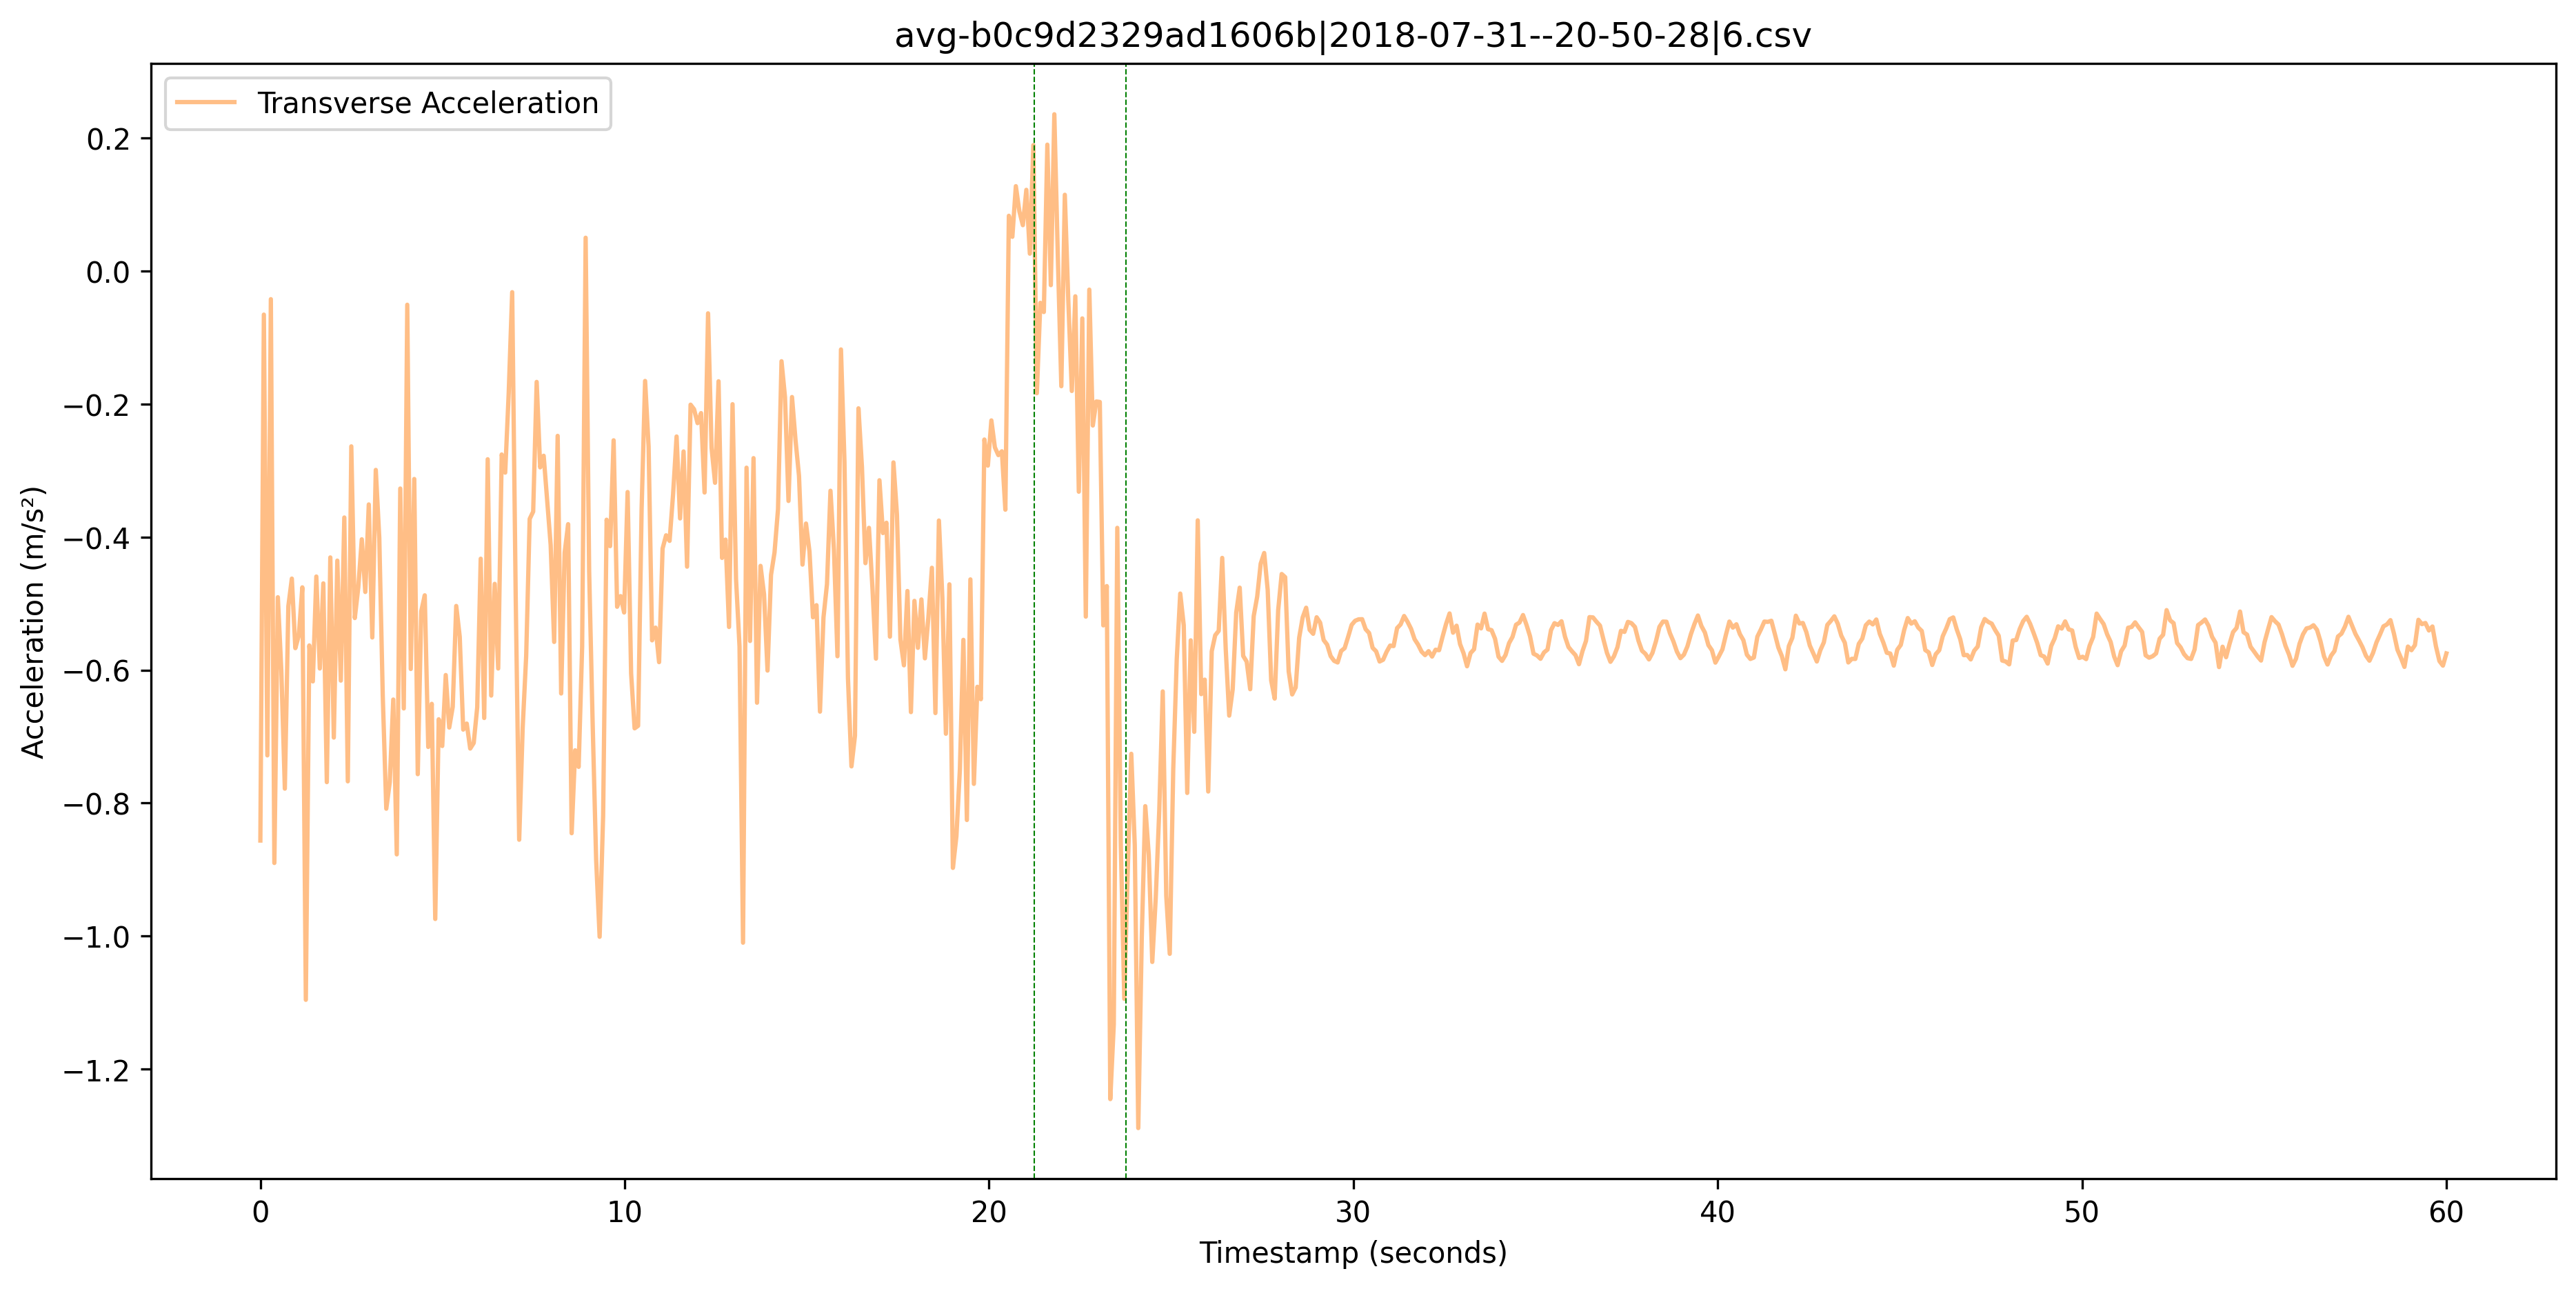 avg-b0c9d2329ad1606b|2018-07-31--20-50-28|6.csv
Transverse Acceleration
0.2
0.0
−0.2
−0.4
−0.6
−0.8
−1.0
−1.2
Acceleration (m/s²)
0 10 20 30 40 50 60
Timestamp (seconds)